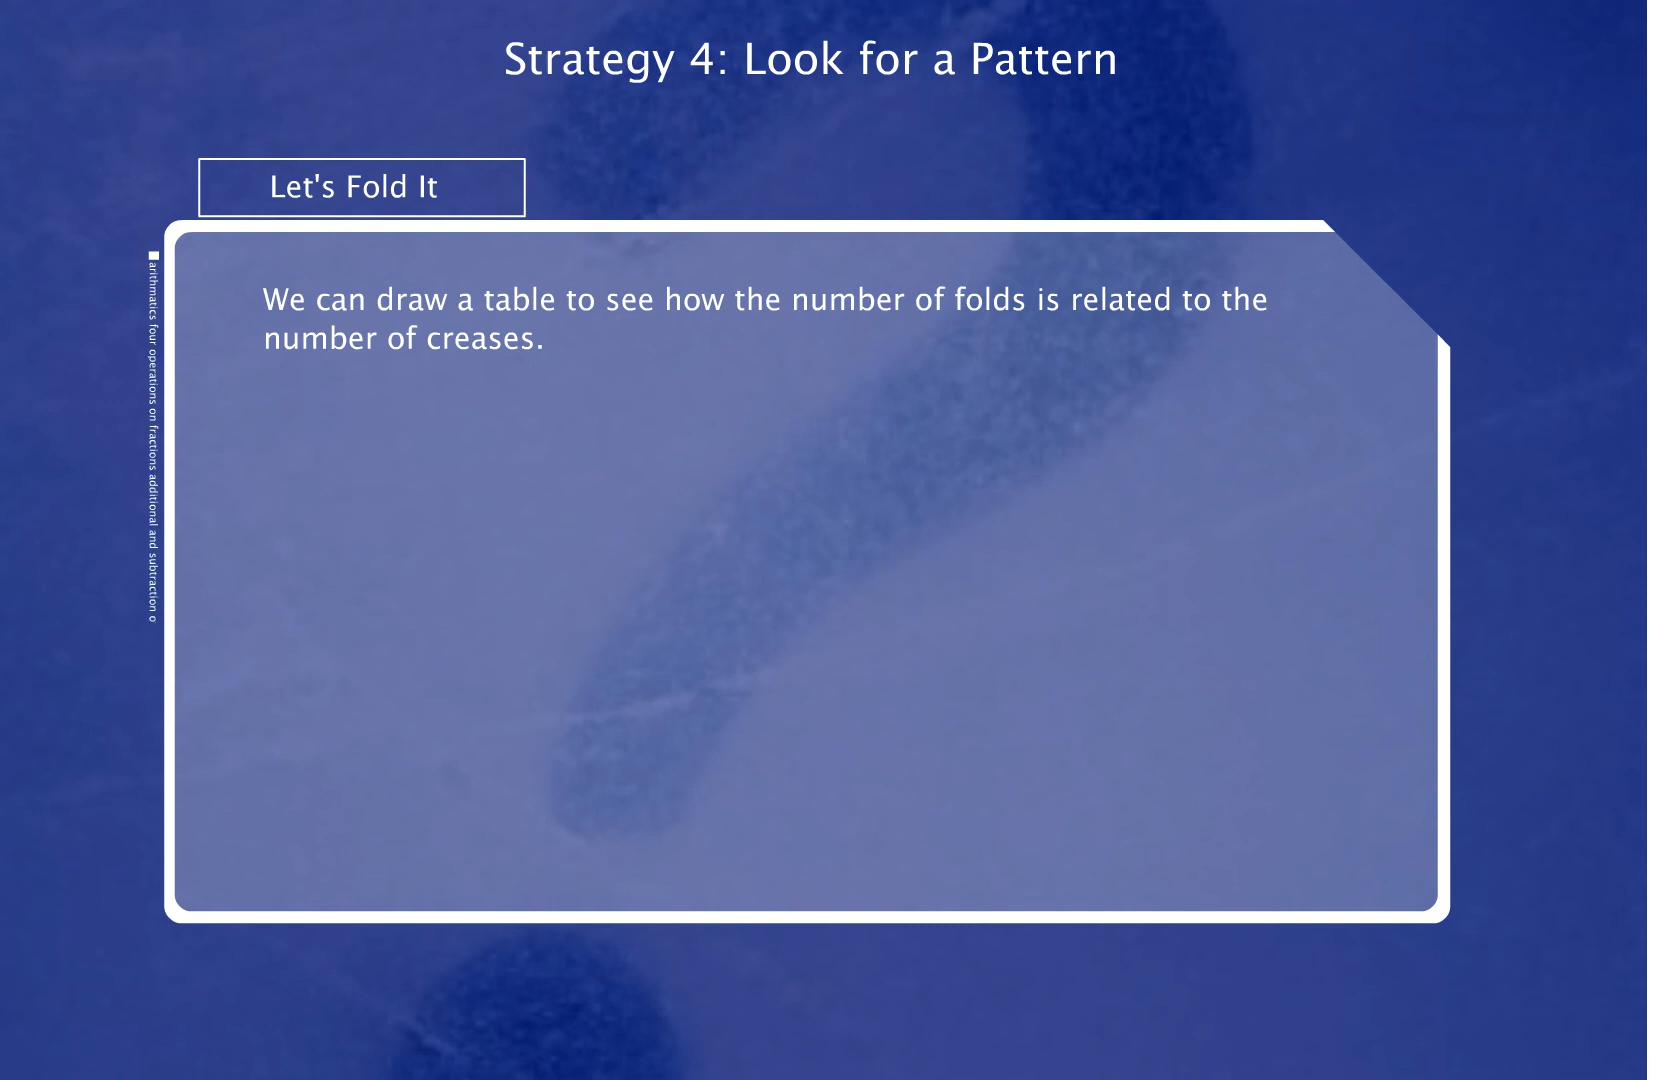 Strategy 4: Look for a Pattern
Let's Fold It
We can draw a table to see how the number of folds is related to the
number of creases.
arithmatics four operations on fractions additional and subtraction o